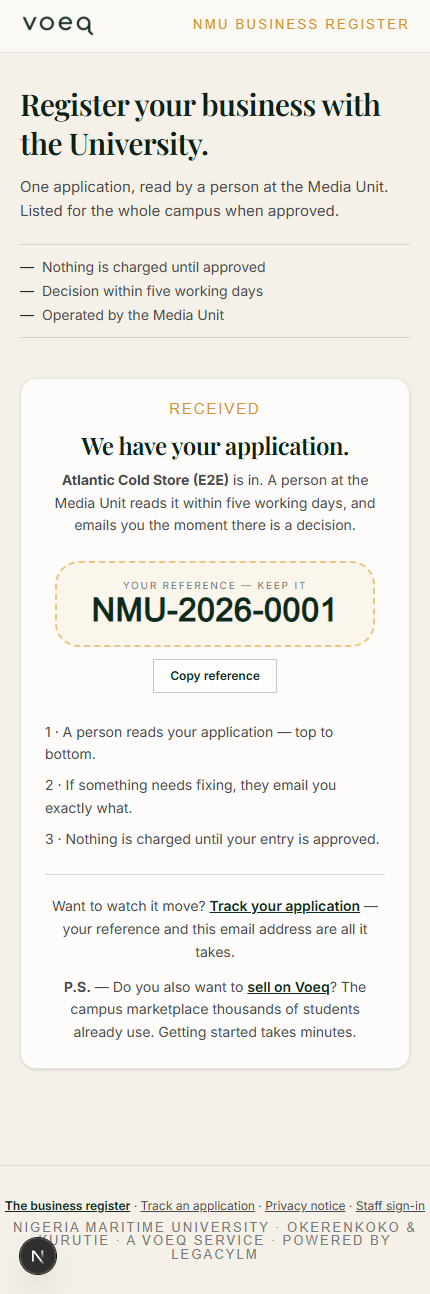 voeq
NMU BUSINESS REGISTER
Register your business with
the University.
One application, read by a person at the Media Unit.
Listed for the whole campus when approved.
— Nothing is charged until approved
— Decision within five working days
— Operated by the Media Unit
RECEIVED
We have your application.
Atlantic Cold Store (E2E) is in. A person at the
Media Unit reads it within five working days, and
emails you the moment there is a decision.
YOUR REFERENCE — KEEP IT
NMU-2026-0001
Copy reference
1 · A person reads your application — top to
bottom.
2 · If something needs fixing, they email you
exactly what.
3 · Nothing is charged until your entry is approved.
Want to watch it move? Track your application —
your reference and this email address are all it
takes.
P.S. — Do you also want to sell on Voeq? The
campus marketplace thousands of students
already use. Getting started takes minutes.
The business register · Track an application · Privacy notice · Staff sign-in
NIGERIA MARITIME UNIVERSITY · OKERENKOKO &
URUTIE · A VOEQ SERVICE · POWERED BY
LEGACYLM
N